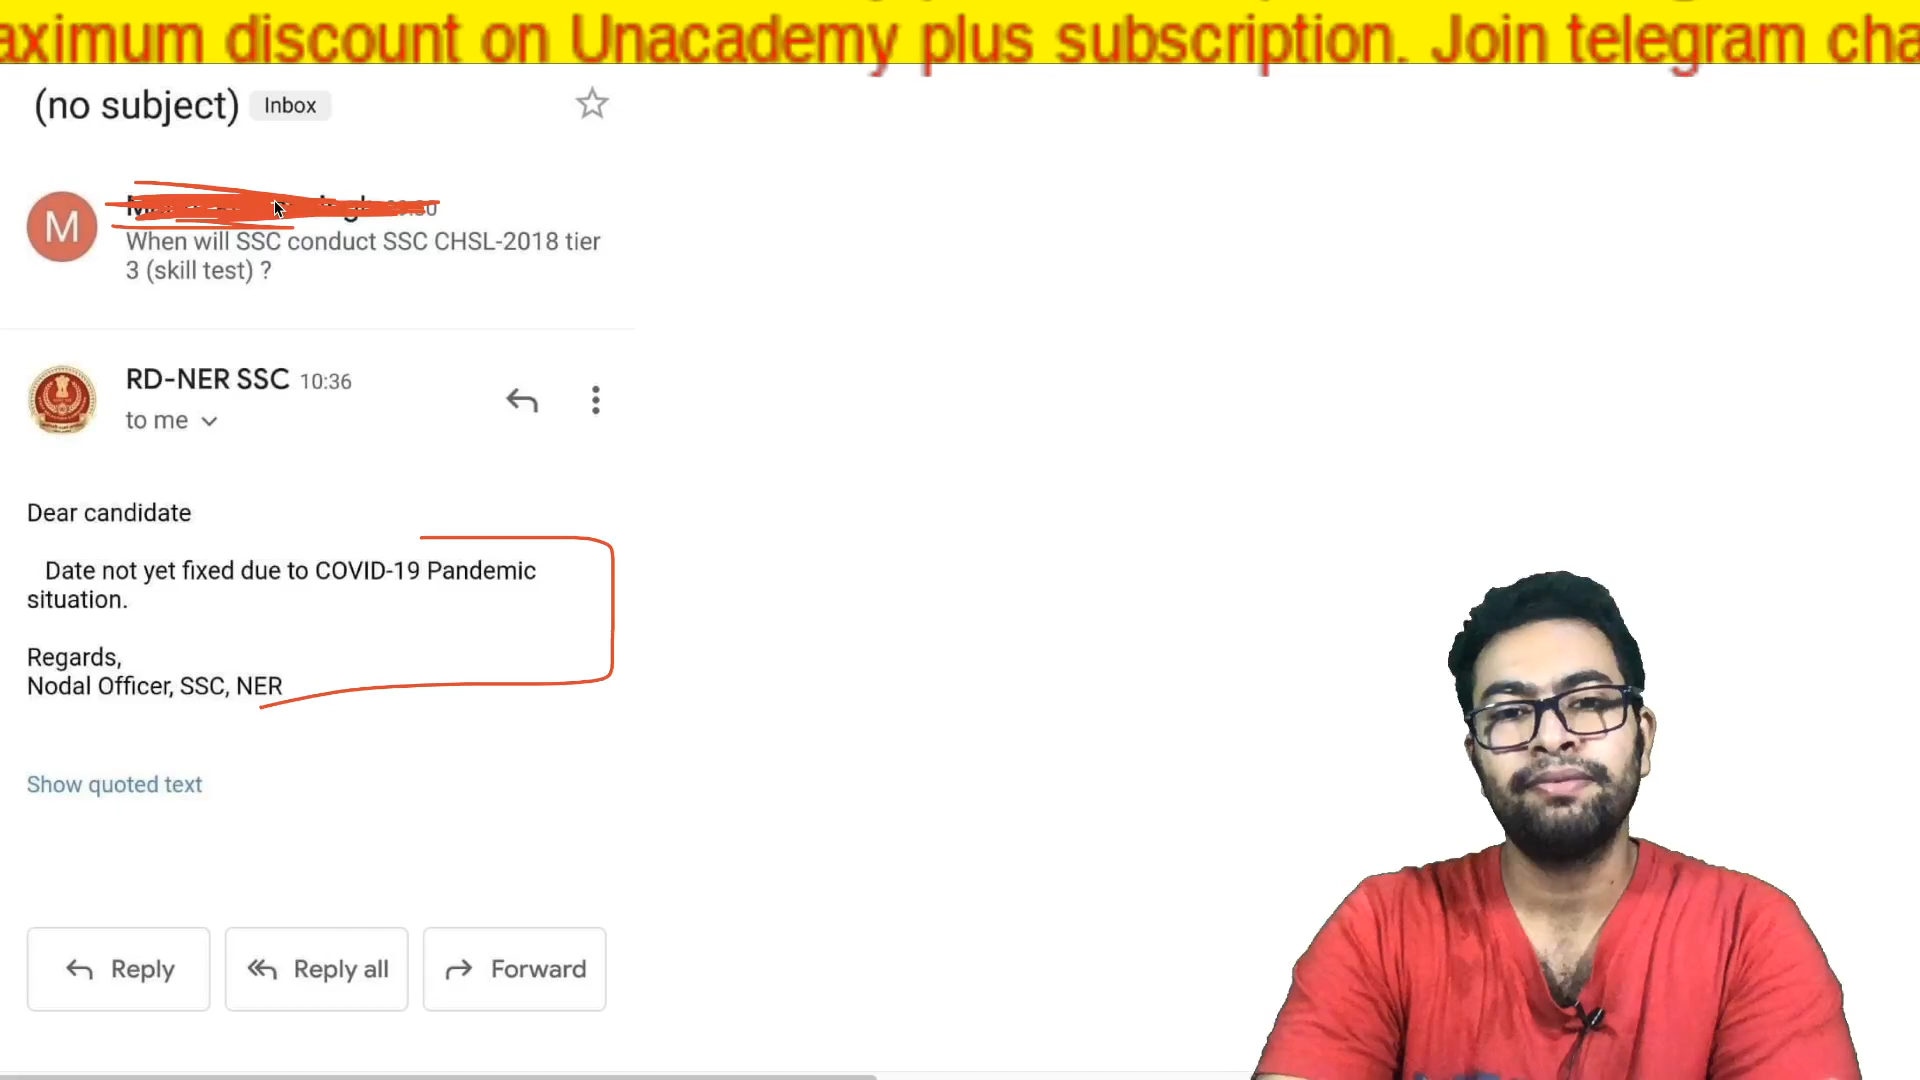 aximum discount on Unacademy plus subscription. Join telegram cha
(no subject) Inbox
M
When will SSC conduct SSC CHSL-2018 tier
3 (skill test) ?
RD-NER SSC 10:36
to me
Dear candidate
Date not yet fixed due to COVID-19 Pandemic
situation.
Regards,
Nodal Officer, SSC, NER
Show quoted text
Reply Reply all Forward